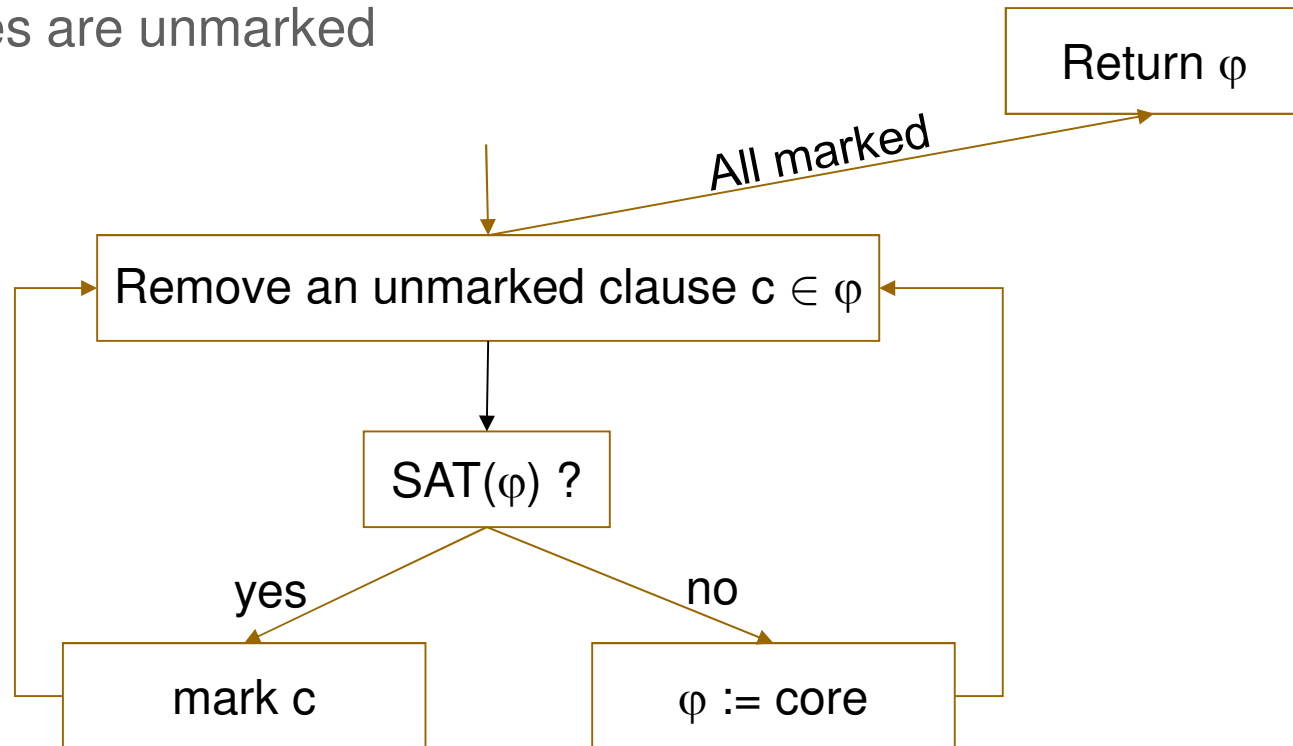 es are unmarked
Return φ
All marked
Remove an unmarked clause c ∈ φ
SAT(φ) ?
yes
no
mark c
φ := core